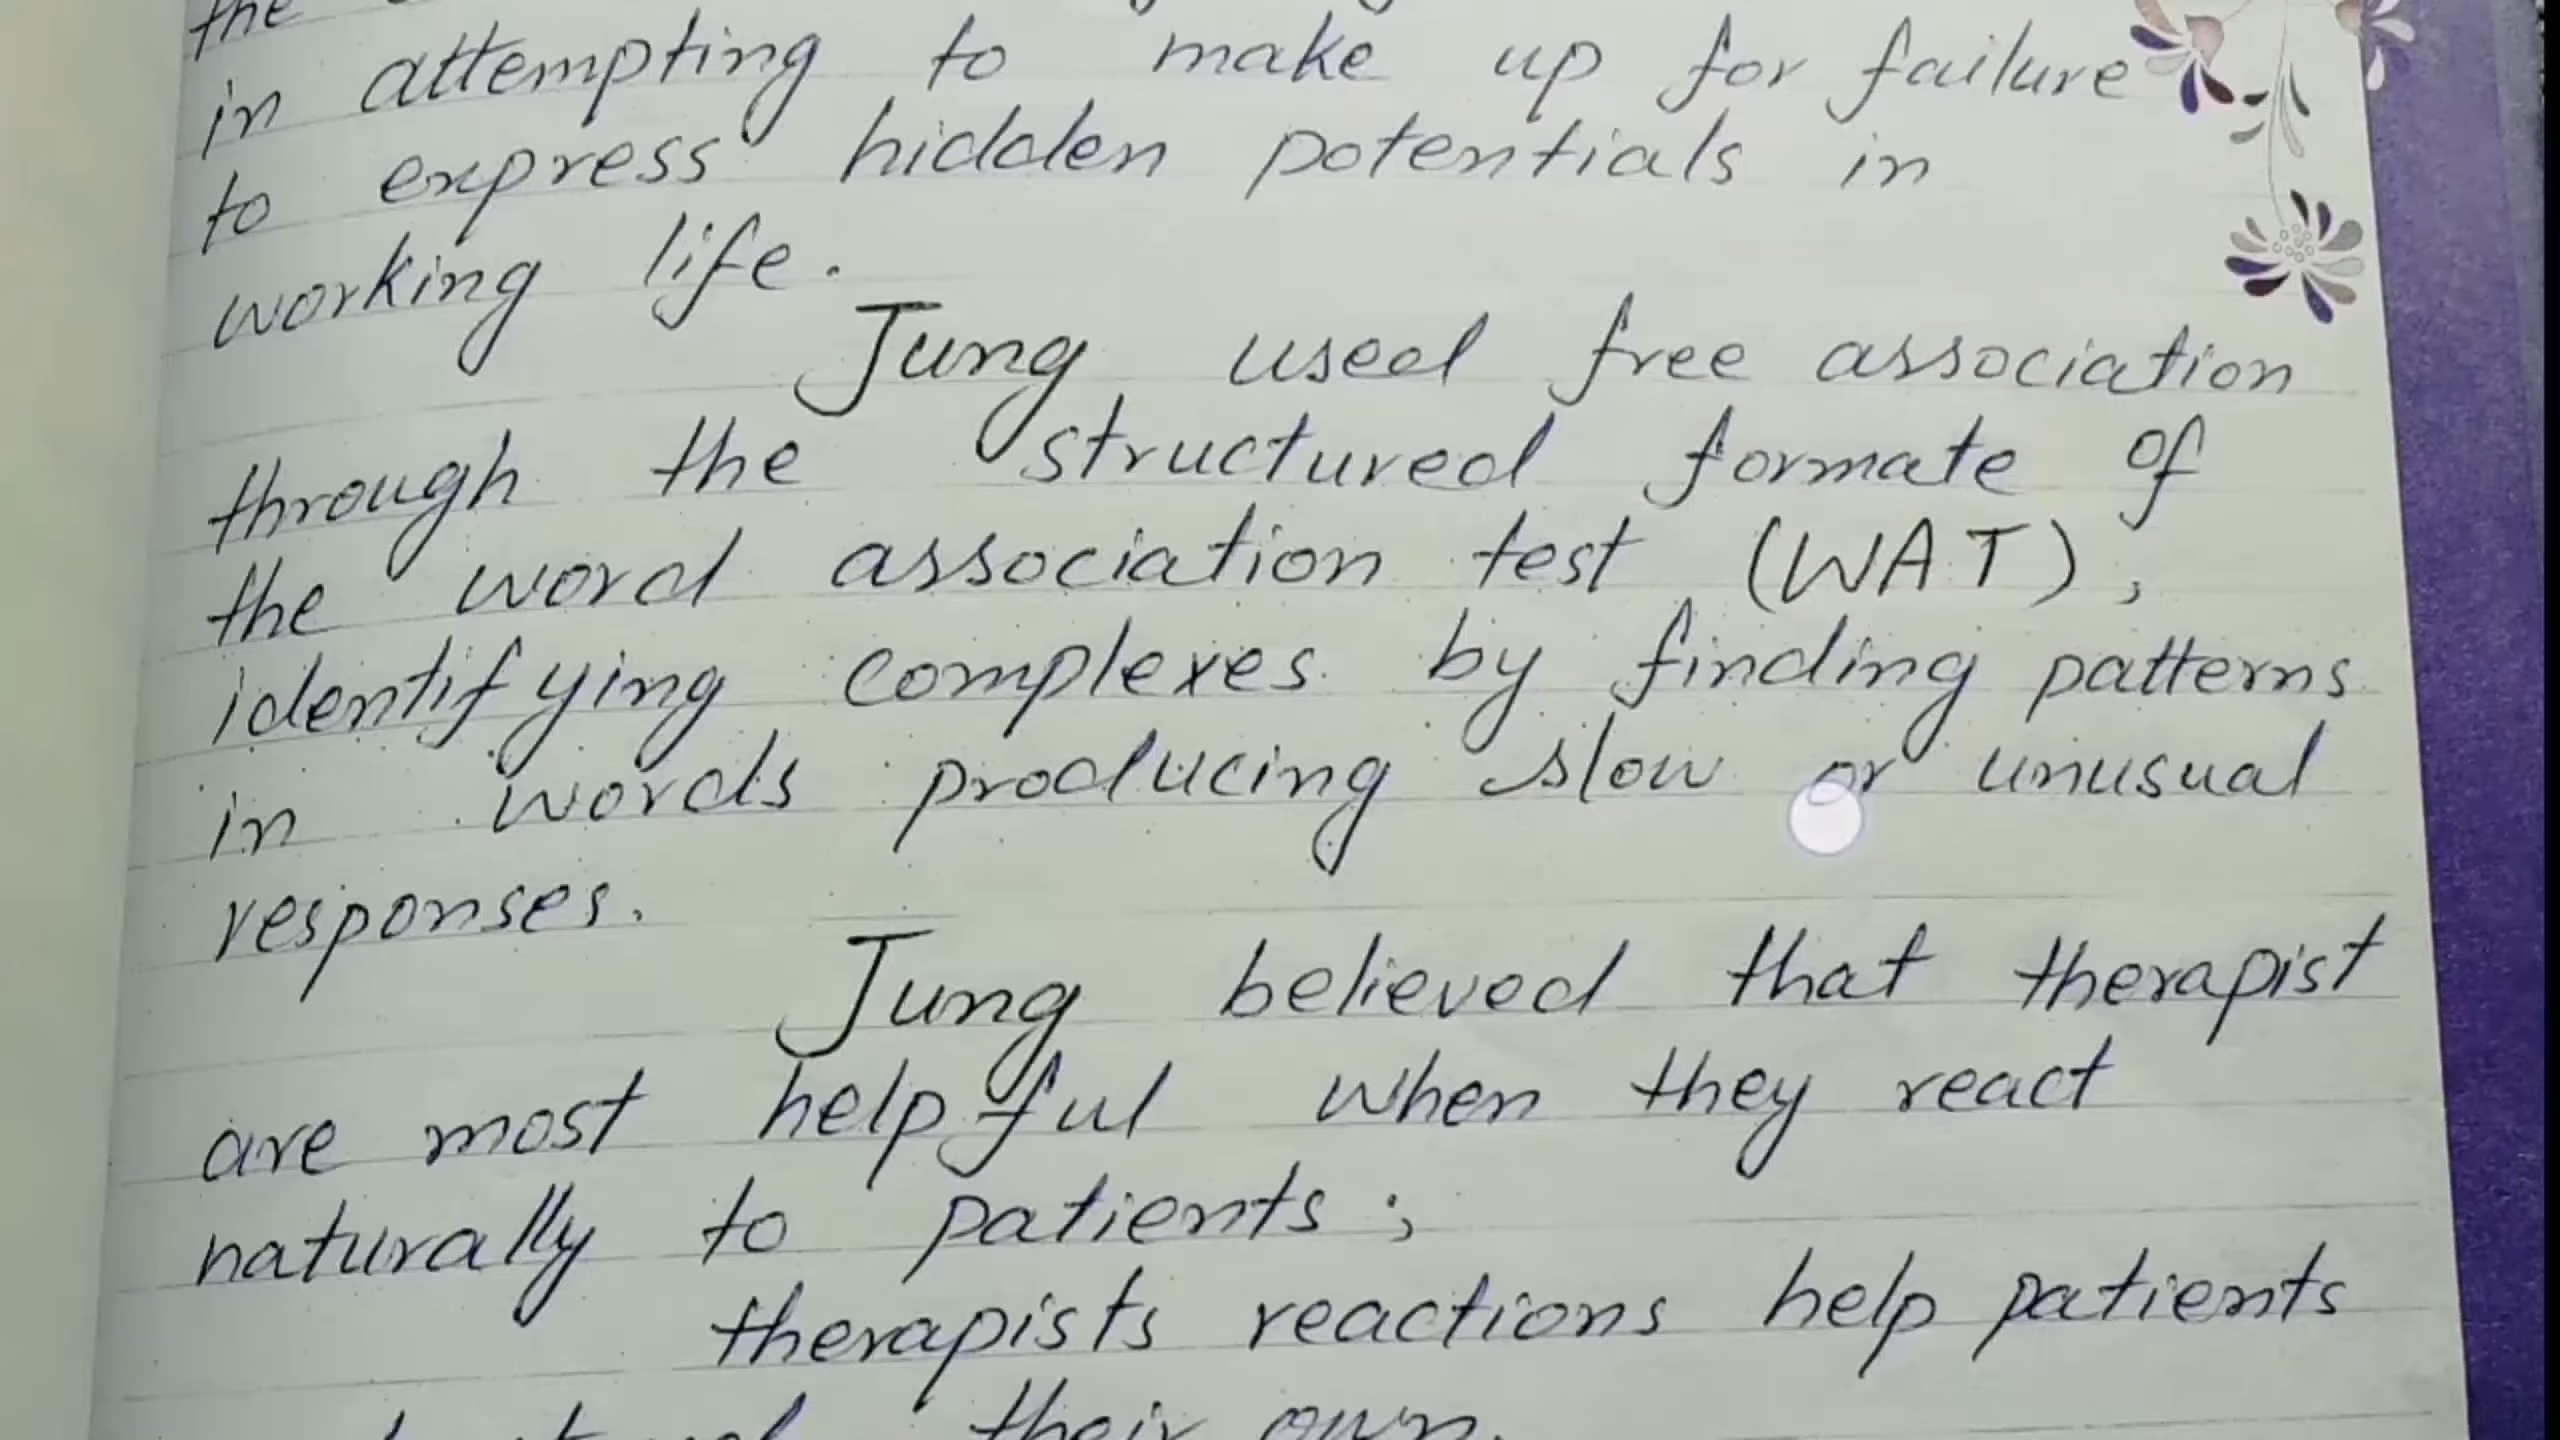 the
in attempting to make up for failure
to express hidden potentials in
working life.
Jung used free association
through the structured formate of
the word association test (WAT),
identifying complexes by finding patterns
in words producing slow or unusual
responses.
Jung believed that therapist
are most helpful when they react
naturally to patients;
therapists reactions help patients
their own.